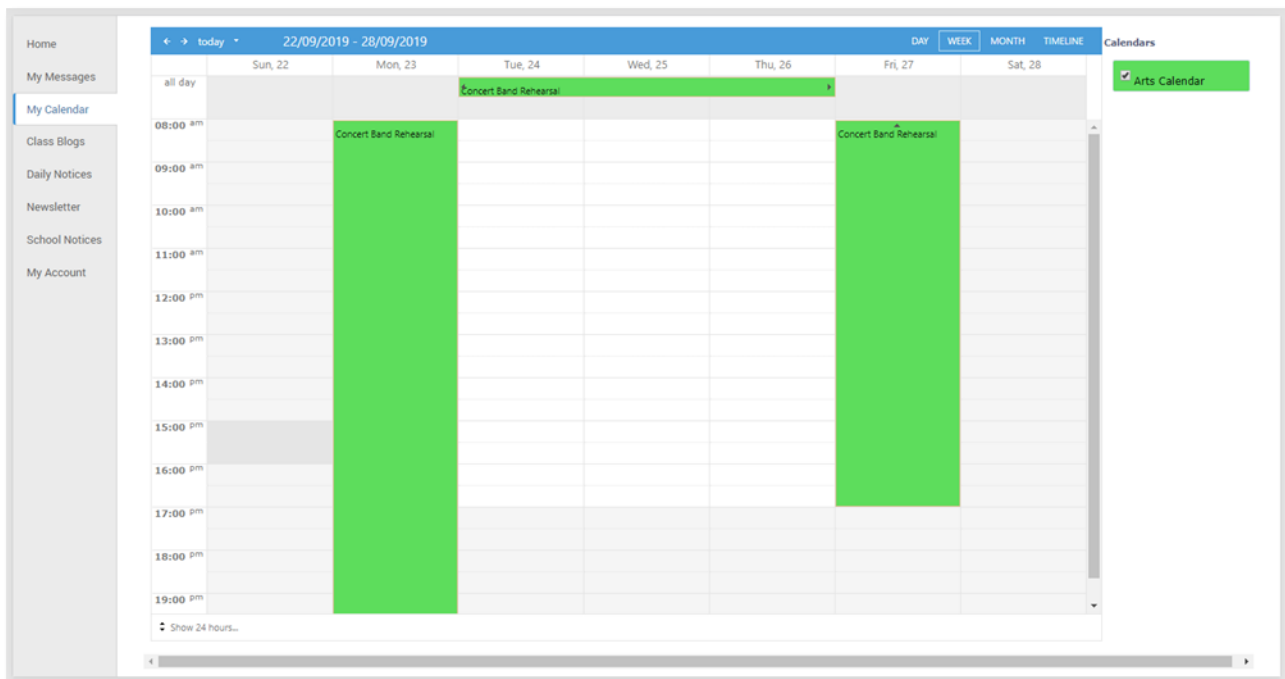 Home
My Messages
My Calendar
Class Blogs
Daily Notices
Newsletter
School Notices
My Account
today 22/09/2019 - 28/09/2019 DAY WEEK MONTH TIMELINE
Sun, 22 Mon, 23 Tue, 24 Wed, 25 Thu, 26 Fri, 27 Sat, 28
all day Concert Band Rehearsal
08:00 am Concert Band Rehearsal Concert Band Rehearsal
09:00 am
10:00 am
11:00 am
12:00 pm
13:00 pm
14:00 pm
15:00 pm
16:00 pm
17:00 pm
18:00 pm
19:00 pm
Show 24 hours...
Calendars
Arts Calendar